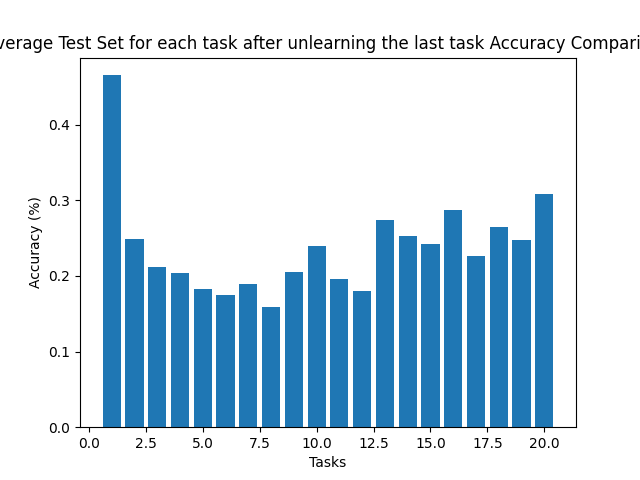 verage Test Set for each task after unlearning the last task Accuracy Compari
Accuracy (%)
0.4
0.3
0.2
0.1
0.0
0.0 2.5 5.0 7.5 10.0 12.5 15.0 17.5 20.0
Tasks